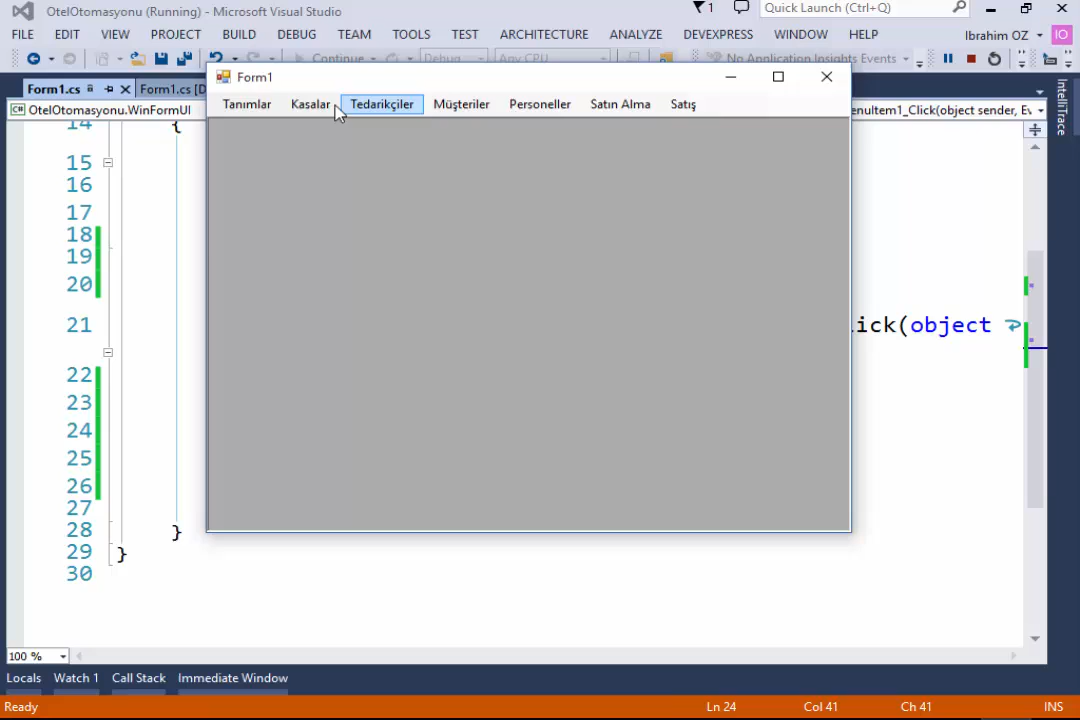 OtelOtomasyonu (Running) - Microsoft Visual Studio
1
Quick Launch (Ctrl+Q)
FILE EDIT VIEW PROJECT BUILD DEBUG TEAM TOOLS TEST ARCHITECTURE ANALYZE DEVEXPRESS WINDOW HELP Ibrahim OZ IO
Continue Debug Any CPU No Application Insights Events
Form1.cs Form1.cs [D
Form1
OtelOtomasyonu.WinFormUI
enuItem1_Click(object sender, Ev
Tanımlar Kasalar Tedarikçiler Müşteriler Personeller Satın Alma Satış
IntelliTrace
14 {
15
16
17
18
19
20
21 lick(object
22
23
24
25
26
27
28 }
29 }
30
100 %
Locals Watch 1 Call Stack Immediate Window
Ready Ln 24 Col 41 Ch 41 INS